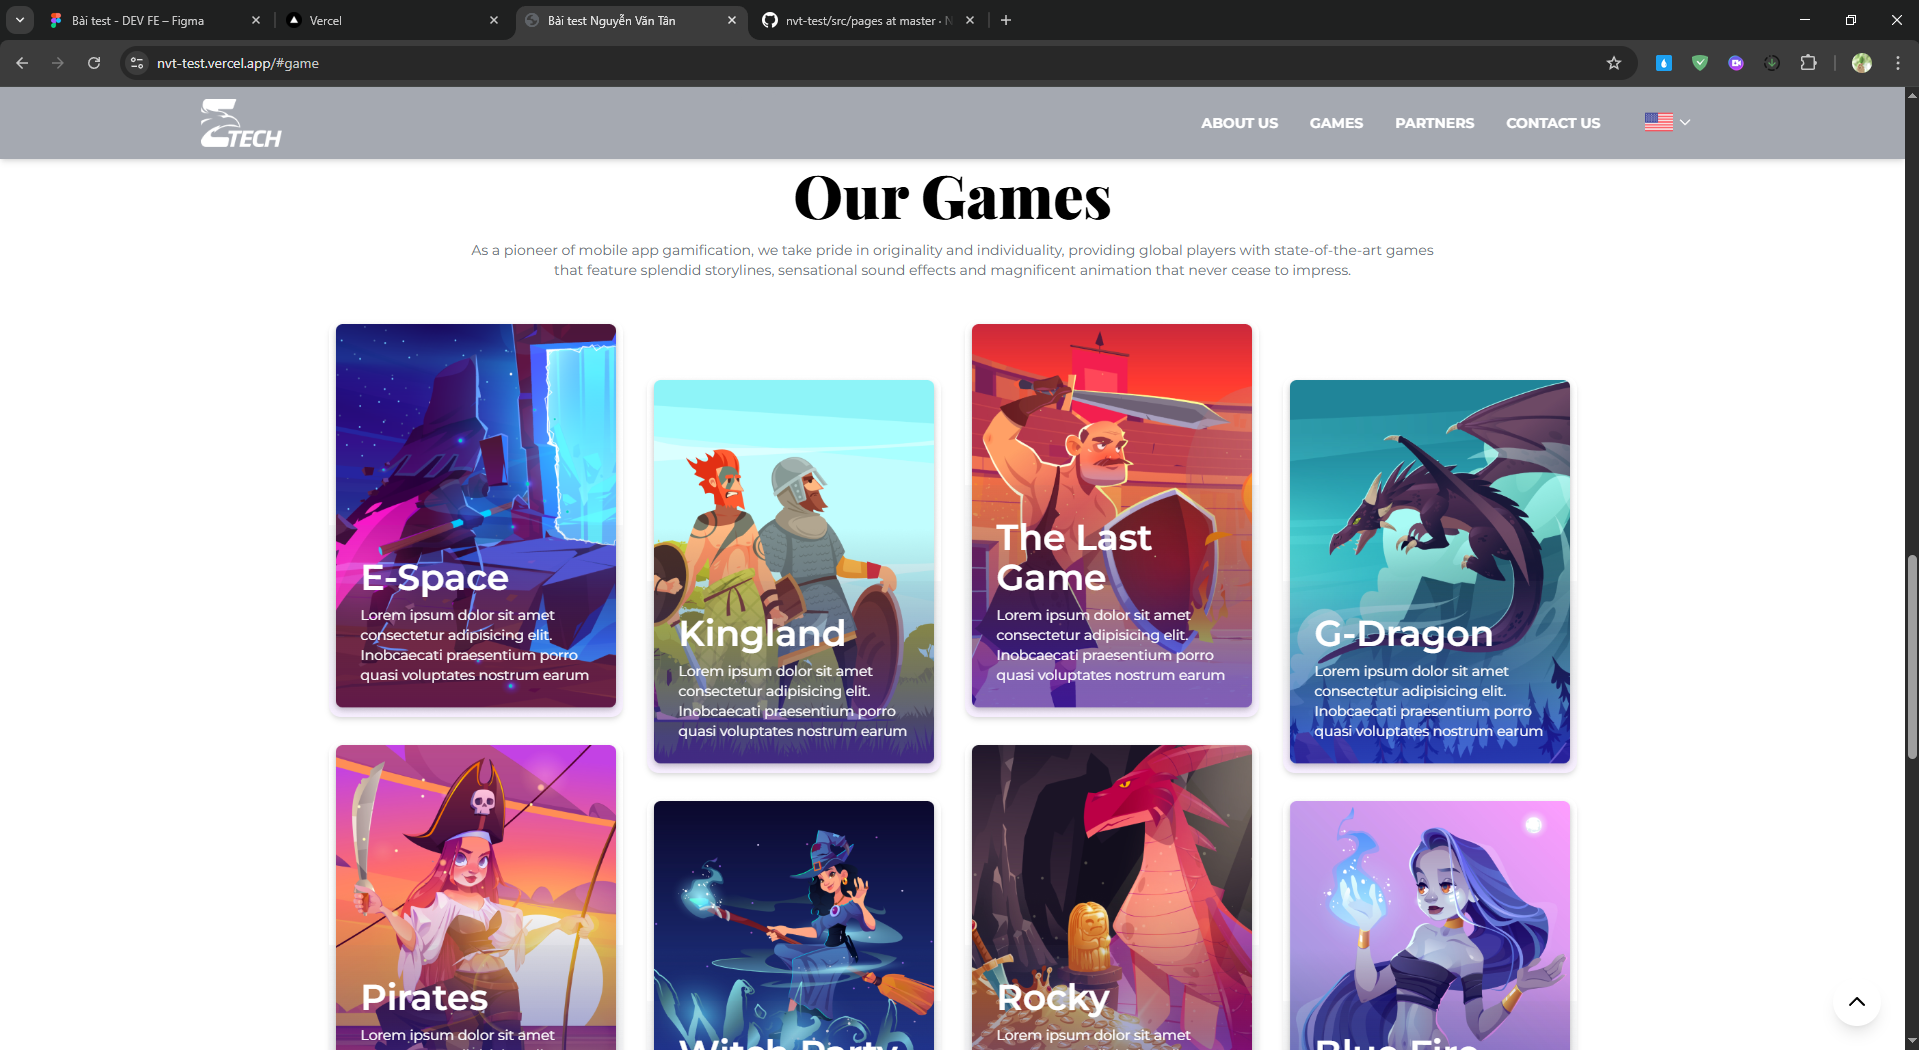 Bài test - DEV FE – Figma
Vercel
Bài test Nguyễn Văn Tân
nvt-test/src/pages at master · N
nvt-test.vercel.app/#game
TECH
ABOUT US
GAMES
PARTNERS
CONTACT US
Our Games
As a pioneer of mobile app gamification, we take pride in originality and individuality, providing global players with state-of-the-art games
that feature splendid storylines, sensational sound effects and magnificent animation that never cease to impress.
E-Space
Lorem ipsum dolor sit amet
consectetur adipisicing elit.
Inobcaecati praesentium porro
quasi voluptates nostrum earum
Kingland
Lorem ipsum dolor sit amet
consectetur adipisicing elit.
Inobcaecati praesentium porro
quasi voluptates nostrum earum
The Last
Game
Lorem ipsum dolor sit amet
consectetur adipisicing elit.
Inobcaecati praesentium porro
quasi voluptates nostrum earum
G-Dragon
Lorem ipsum dolor sit amet
consectetur adipisicing elit.
Inobcaecati praesentium porro
quasi voluptates nostrum earum
Pirates
Lorem ipsum dolor sit amet
Witch Party
Rocky
Lorem ipsum dolor sit amet
Blue Fire